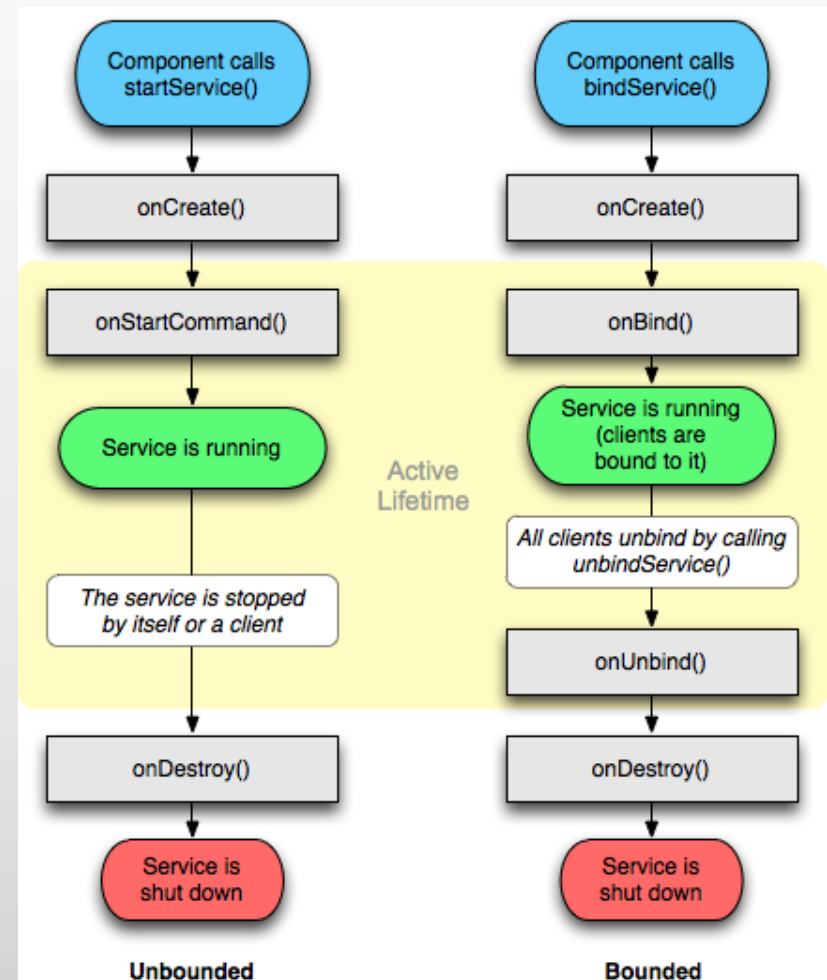 Component calls
startService()
onCreate()
onStartCommand()
Service is running
The service is stopped
by itself or a client
onDestroy()
Service is
shut down
Unbounded
Active
Lifetime
Component calls
bindService()
onCreate()
onBind()
Service is running
(clients are
bound to it)
All clients unbind by calling
unbindService()
onUnbind()
onDestroy()
Service is
shut down
Bounded